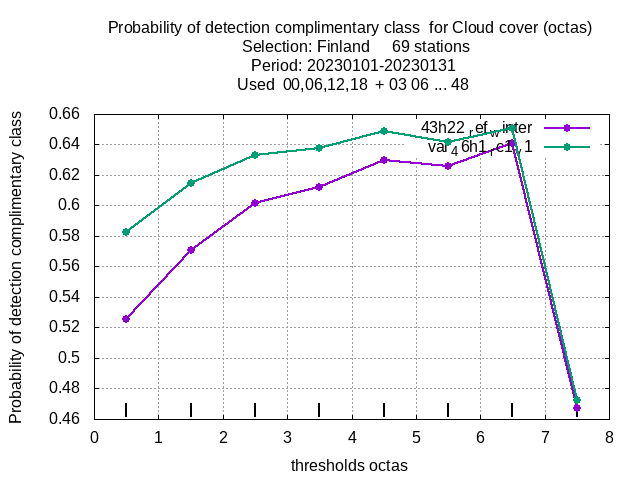 Probability of detection complimentary class  for Cloud cover (octas)
Selection: Finland     69 stations
Period: 20230101-20230131
Used  00,06,12,18  + 03 06 ... 48
Probability of detection complimentary class
0.66
0.64
0.62
0.6
0.58
0.56
0.54
0.52
0.5
0.48
0.46
43h22_ref_winter
val_46h1_rc1_v1
0 1 2 3 4 5 6 7 8
thresholds octas